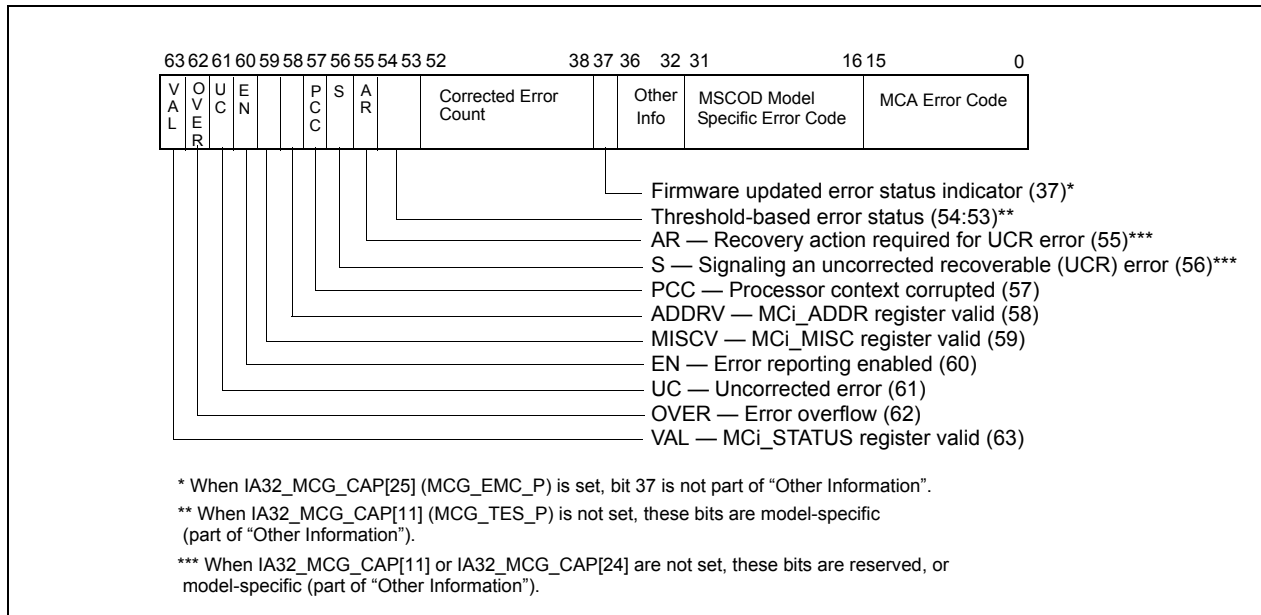 63 62 61 60 59 58 57 56 55 54 53 52 38 37 36 32 31 16 15 0
VAL OVER UC EN PCC S AR Corrected Error Count Other Info MSCOD Model Specific Error Code MCA Error Code
Firmware updated error status indicator (37)*
Threshold-based error status (54:53)**
AR — Recovery action required for UCR error (55)***
S — Signaling an uncorrected recoverable (UCR) error (56)***
PCC — Processor context corrupted (57)
ADDRV — MCi_ADDR register valid (58)
MISCV — MCi_MISC register valid (59)
EN — Error reporting enabled (60)
UC — Uncorrected error (61)
OVER — Error overflow (62)
VAL — MCi_STATUS register valid (63)
* When IA32_MCG_CAP[25] (MCG_EMC_P) is set, bit 37 is not part of “Other Information”.
** When IA32_MCG_CAP[11] (MCG_TES_P) is not set, these bits are model-specific
(part of “Other Information”).
*** When IA32_MCG_CAP[11] or IA32_MCG_CAP[24] are not set, these bits are reserved, or
model-specific (part of “Other Information”).